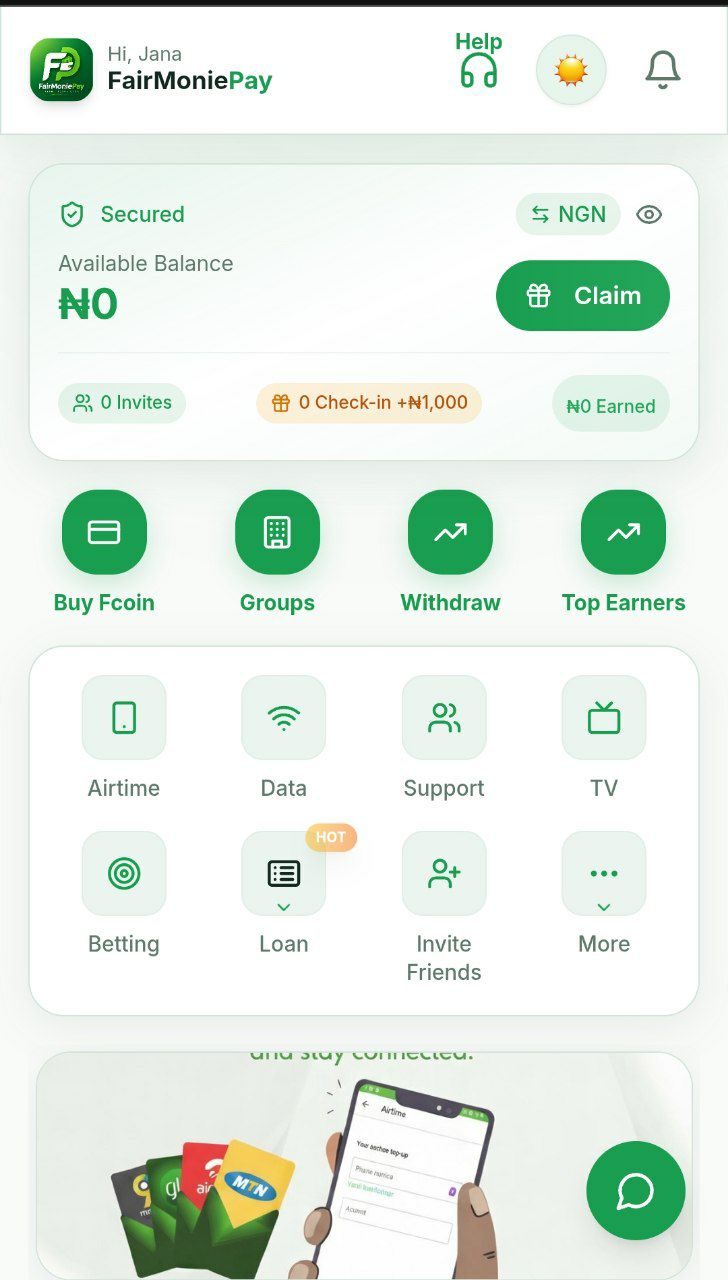 Help
Hi, Jana
FairMoniePay
FairMoniePay
Secured
NGN
Available Balance
₦0
Claim
0 Invites
0 Check-in +₦1,000
₦0 Earned
Buy Fcoin
Groups
Withdraw
Top Earners
Airtime
Data
Support
TV
HOT
Betting
Loan
Invite
Friends
More
and stay connected.
Airtime
MTN